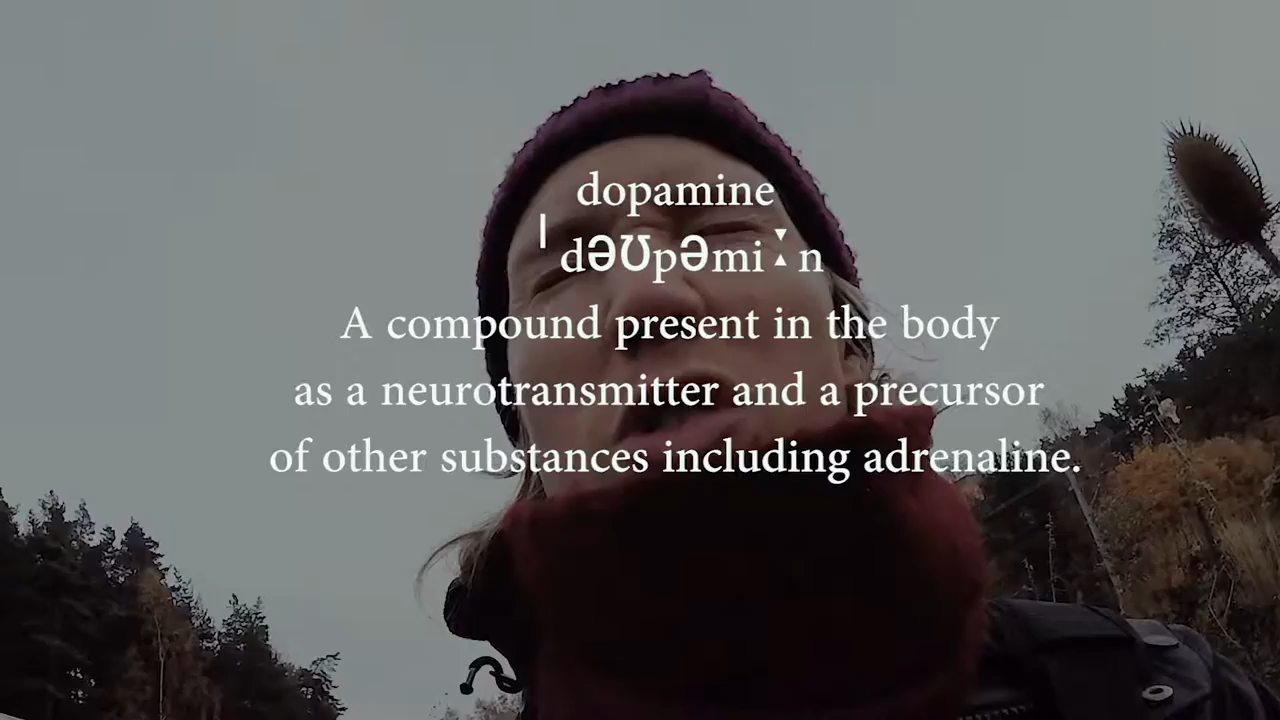 dopamine
ˈdəʊpəmiːn
A compound present in the body
as a neurotransmitter and a precursor
of other substances including adrenaline.